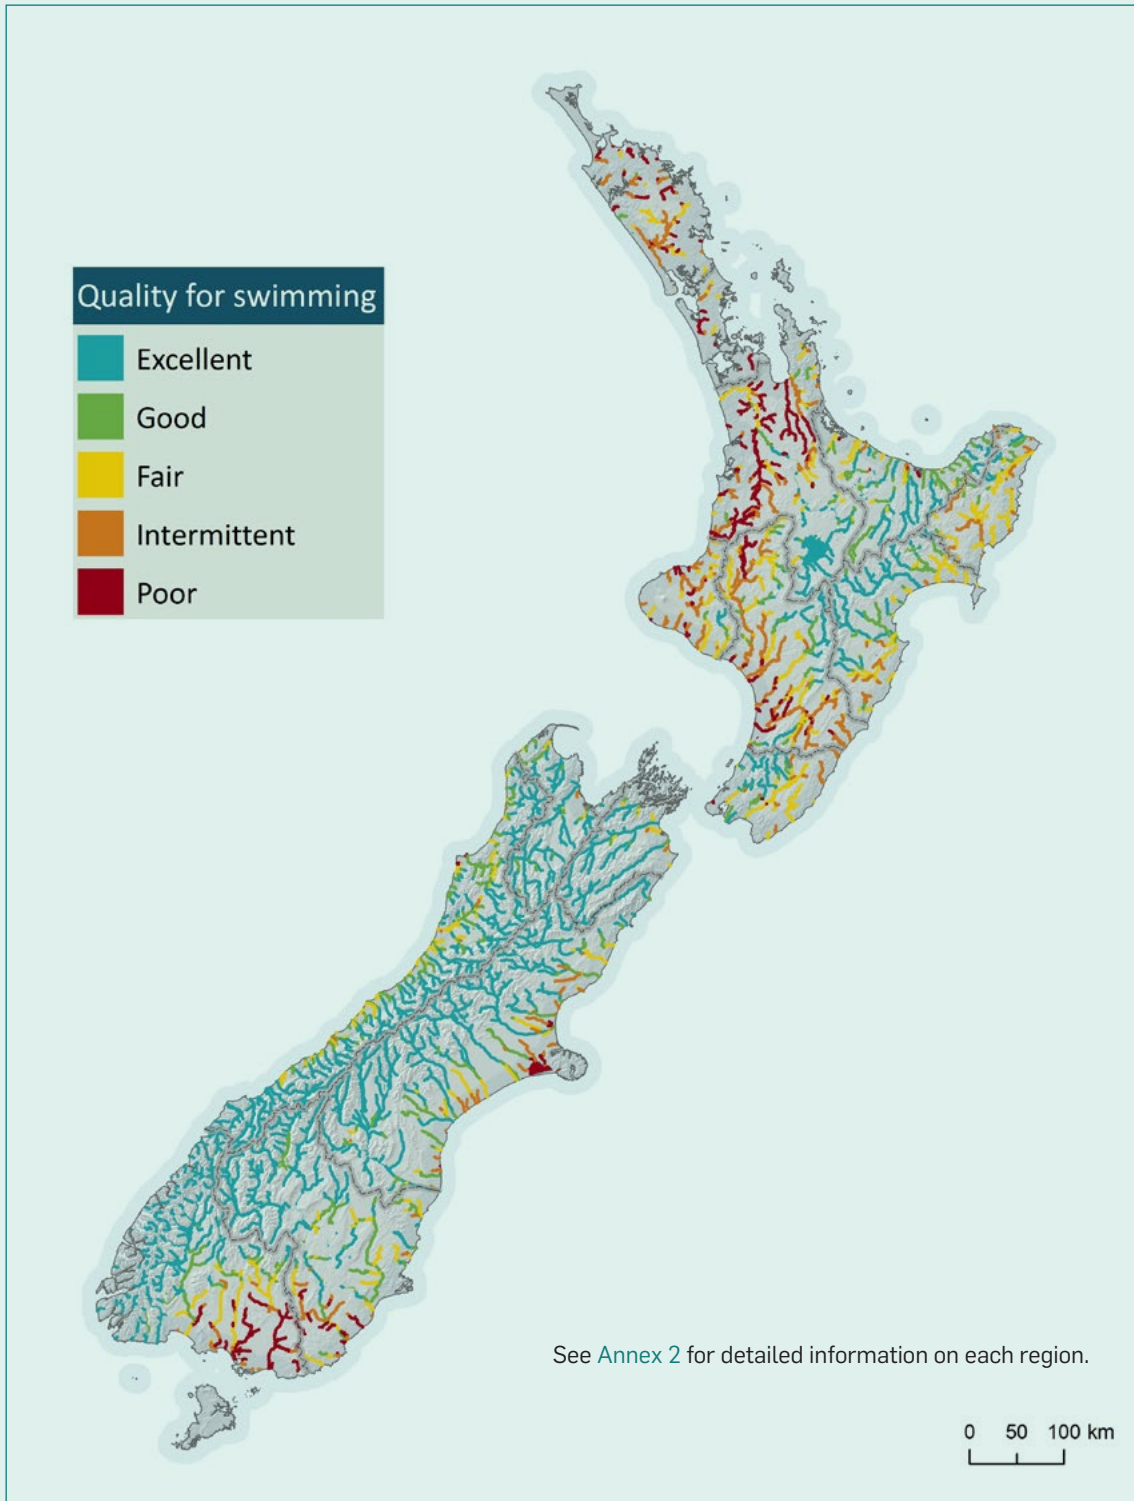 Quality for swimming
Excellent
Good
Fair
Intermittent
Poor
See Annex 2 for detailed information on each region.
0 50 100 km